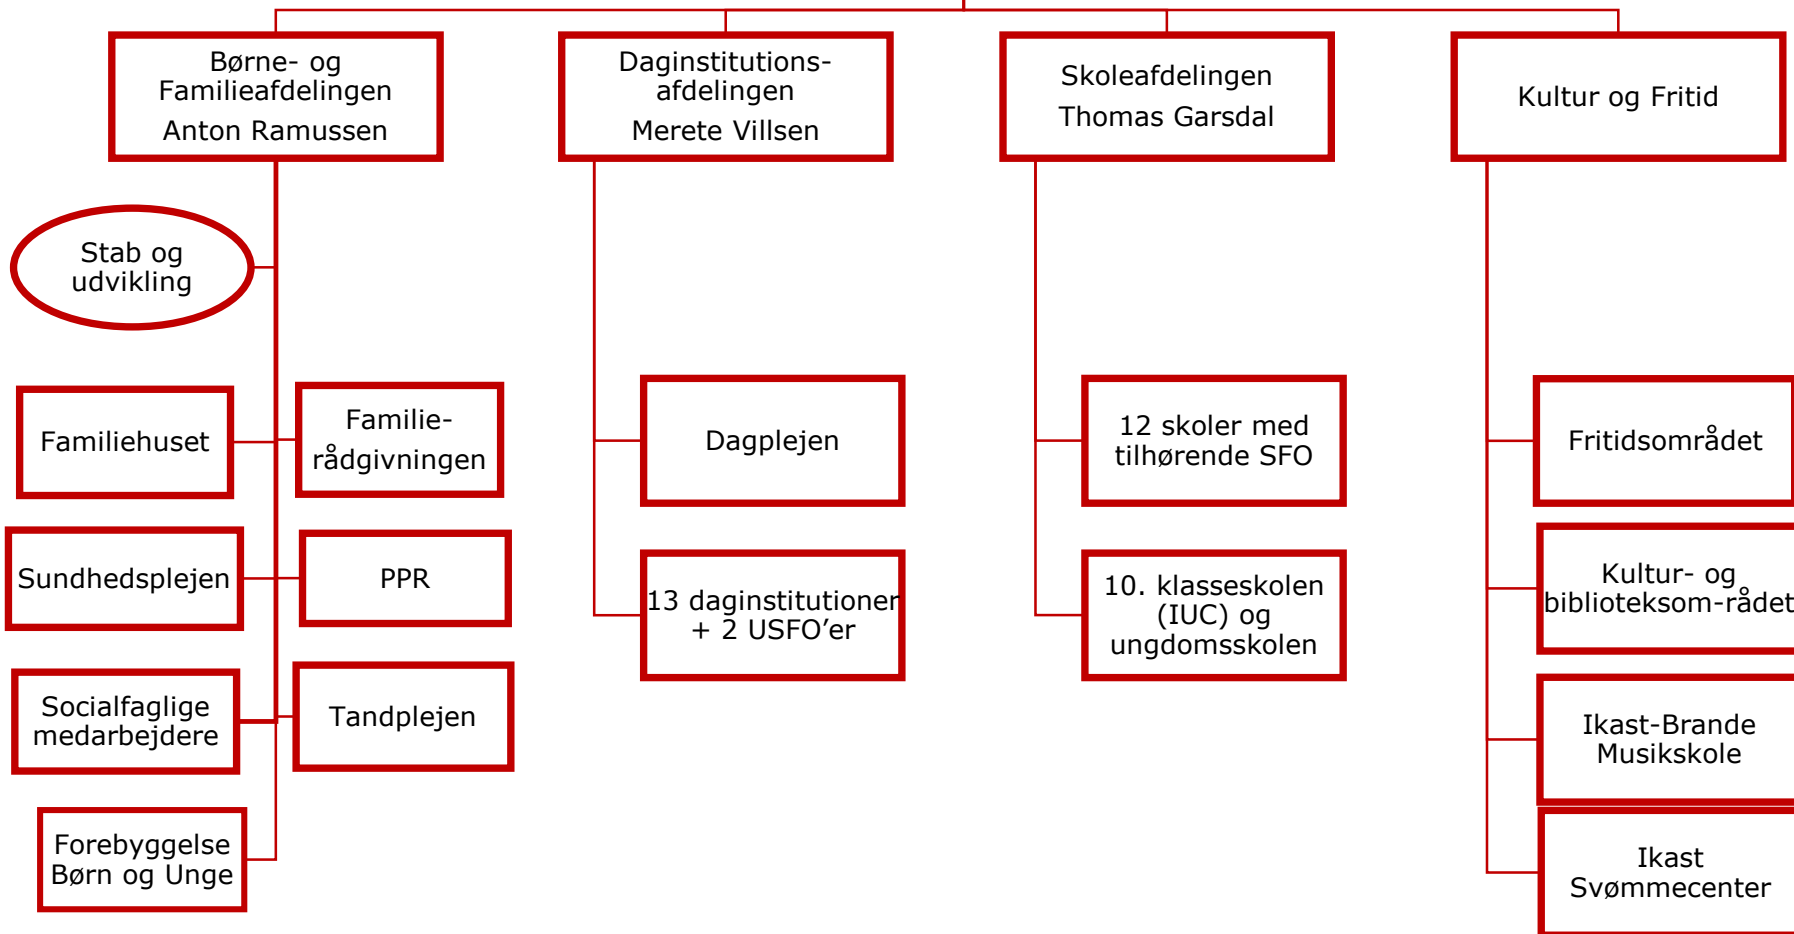 Børne- og
Familieafdelingen
Anton Ramussen
Daginstitutions-
afdelingen
Merete Villsen
Skoleafdelingen
Thomas Garsdal
Kultur og Fritid
Stab og
udvikling
Familiehuset
Familie-
rådgivningen
Sundhedsplejen
PPR
Socialfaglige
medarbejdere
Tandplejen
Forebyggelse
Børn og Unge
Dagplejen
13 daginstitutioner
+ 2 USFO’er
12 skoler med
tilhørende SFO
10. klasseskolen
(IUC) og
ungdomsskolen
Fritidsområdet
Kultur- og
biblioteksom-rådet
Ikast-Brande
Musikskole
Ikast
Svømmecenter